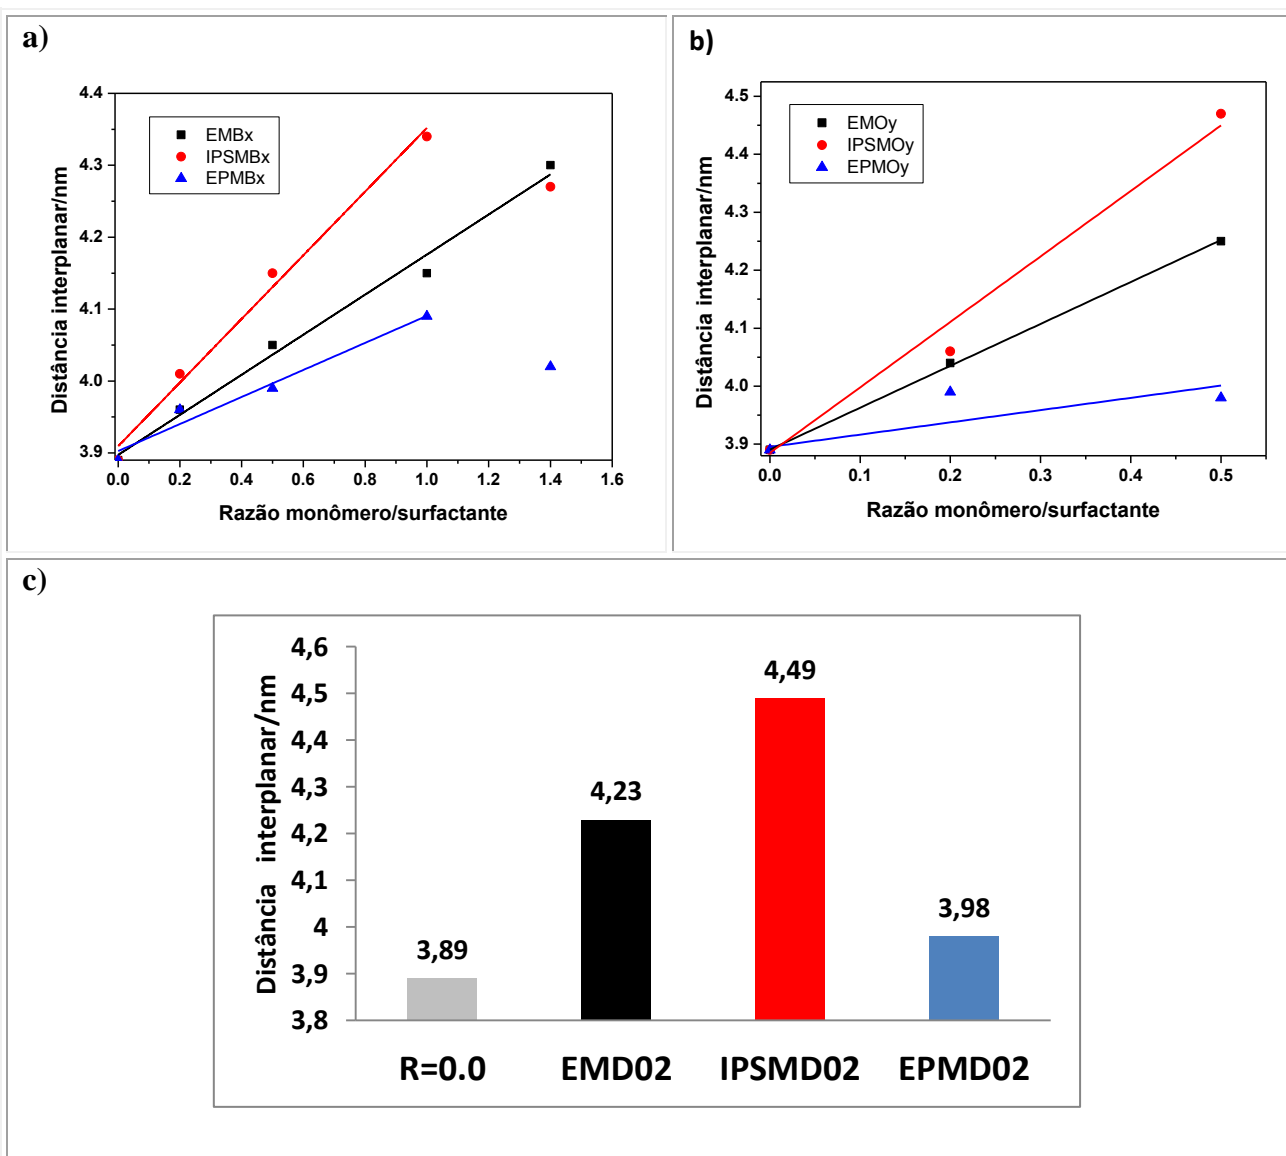 a)
4.4
4.3
4.2
4.1
4.0
3.9
Distância interplanar/nm
EMBx
IPSMBx
EPMBx
0.0 0.2 0.4 0.6 0.8 1.0 1.2 1.4 1.6
Razão monômero/surfactante
b)
4.5
4.4
4.3
4.2
4.1
4.0
3.9
Distância interplanar/nm
EMOy
IPSMOy
EPMOy
0.0 0.1 0.2 0.3 0.4 0.5
Razão monômero/surfactante
c)
4,6
4,5
4,4
4,3
4,2
4,1
4
3,9
3,8
Distância interplanar/nm
3,89
4,23
4,49
3,98
R=0.0 EMD02 IPSMD02 EPMD02